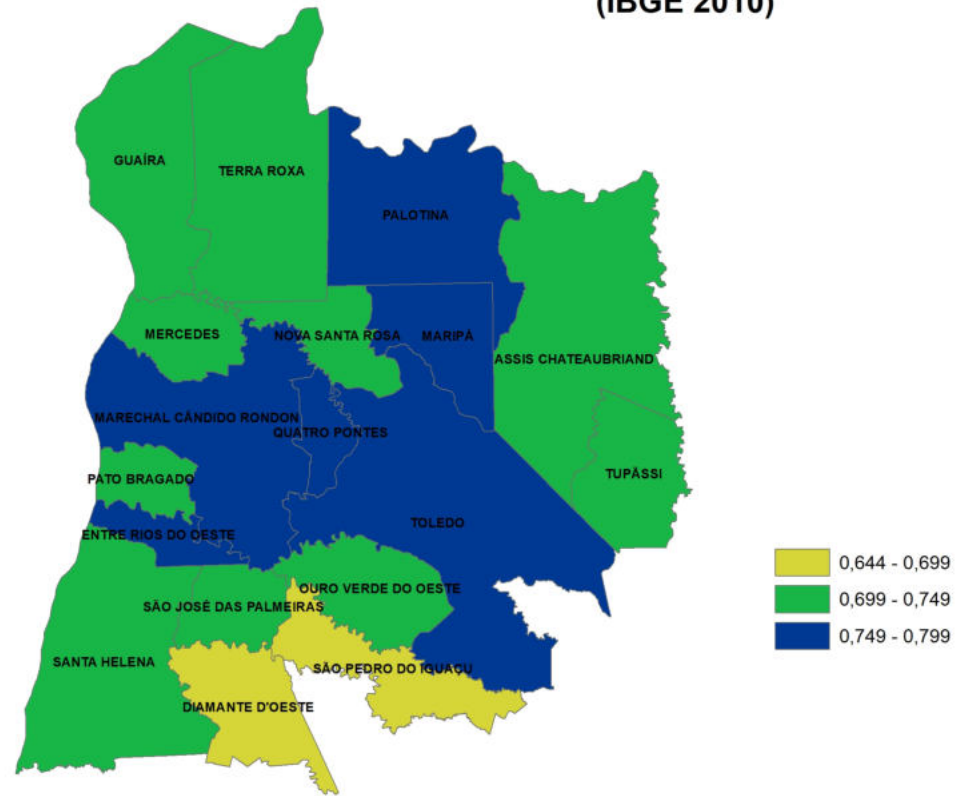 (IBGE 2010)
GUAÍRA
TERRA ROXA
PALOTINA
MERCEDES
NOVA SANTA ROSA
MARIPÁ
ASSIS CHATEAUBRIAND
MARECHAL CÂNDIDO RONDON
QUATRO PONTES
TUPÃSSI
PATO BRAGADO
TOLEDO
ENTRE RIOS DO OESTE
0,644 - 0,699
OURO VERDE DO OESTE
0,699 - 0,749
SÃO JOSÉ DAS PALMEIRAS
0,749 - 0,799
SANTA HELENA
SÃO PEDRO DO IGUAÇU
DIAMANTE D'OESTE